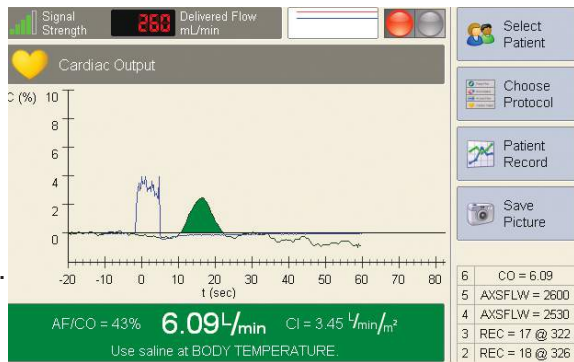 Signal Strength
260
Delivered Flow mL/min
Select Patient
Cardiac Output
Choose Protocol
C (%)
10
8
6
4
2
0
-20 -10 0 10 20 30 40 50 60 70 80
t (sec)
Patient Record
Save Picture
AF/CO = 43% 6.09 L/min CI = 3.45 L/min/m²
Use saline at BODY TEMPERATURE.
6 CO = 6.09
5 AXSFLW = 2600
4 AXSFLW = 2530
3 REC = 17 @ 322
2 REC = 18 @ 326